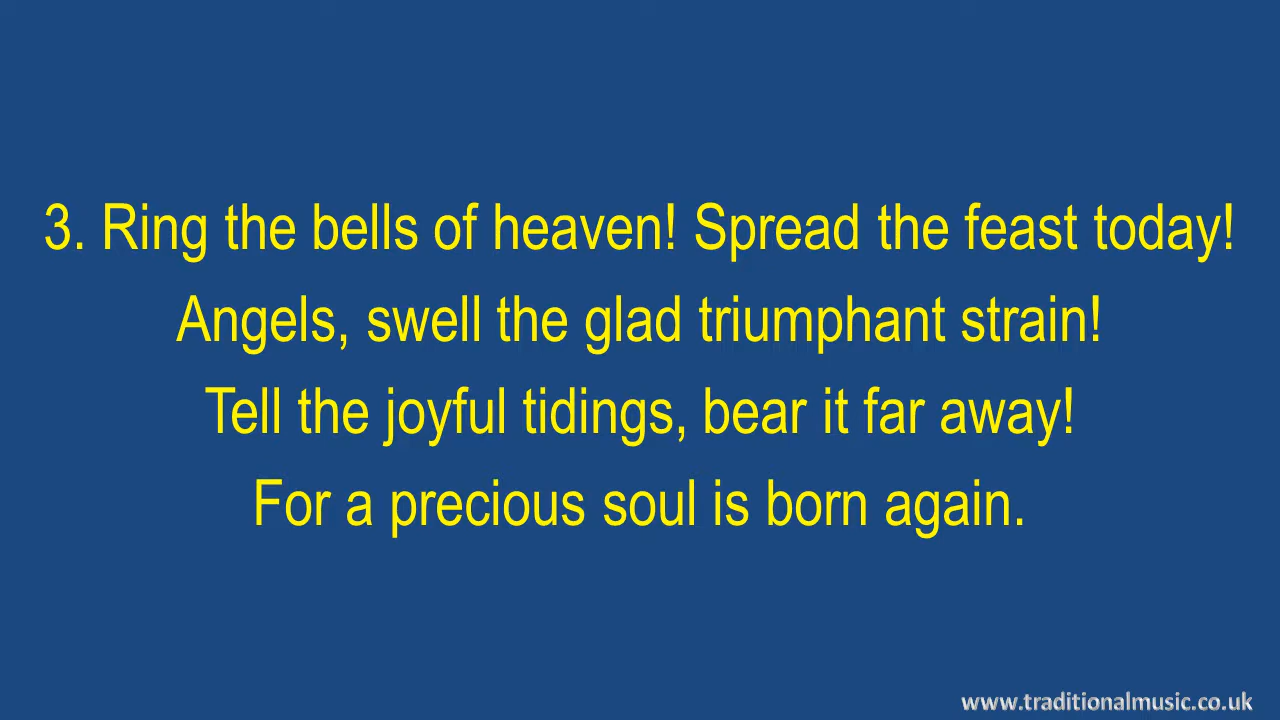 3. Ring the bells of heaven! Spread the feast today!
Angels, swell the glad triumphant strain!
Tell the joyful tidings, bear it far away!
For a precious soul is born again.
www.traditionalmusic.co.uk